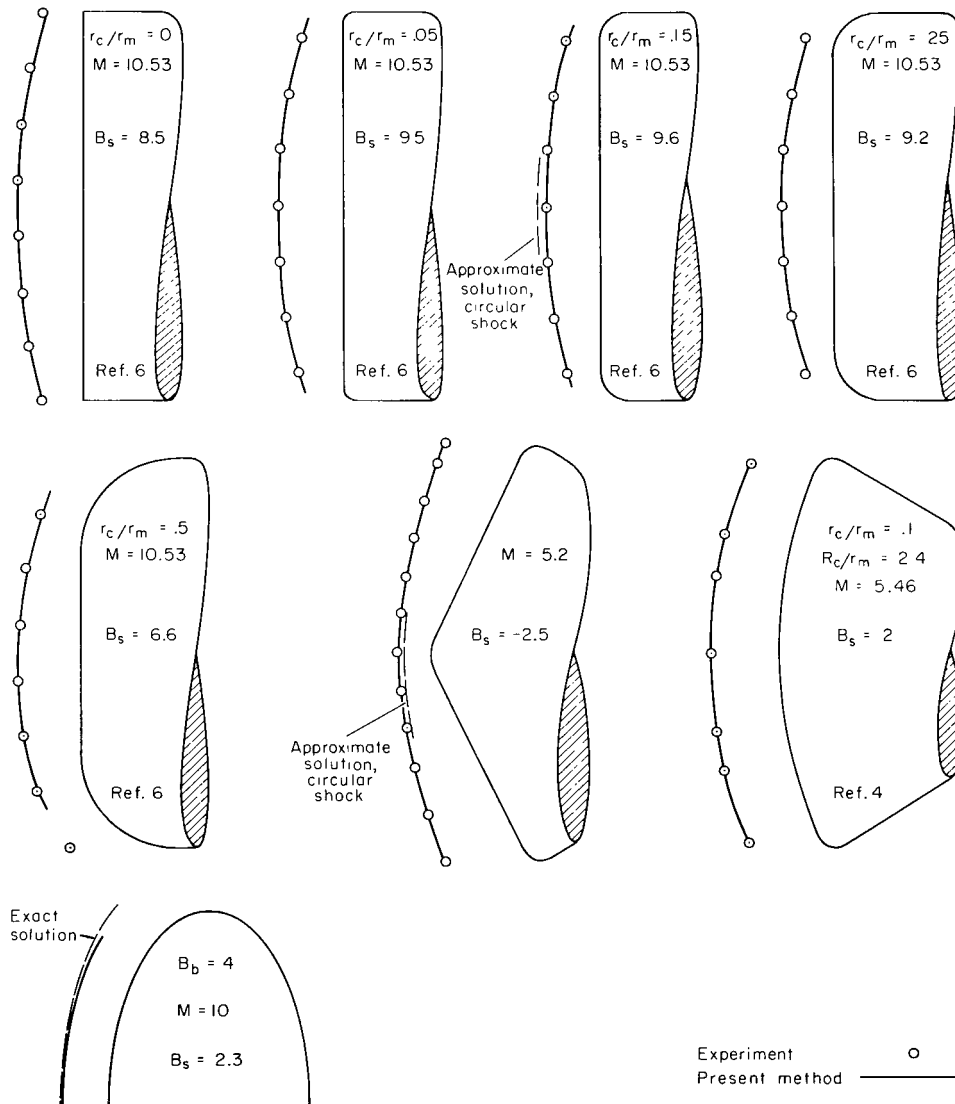 r_c/r_m = 0
M = 10.53
B_s = 8.5
Ref. 6
r_c/r_m = .05
M = 10.53
B_s = 9.5
Ref. 6
r_c/r_m = .15
M = 10.53
B_s = 9.6
Approximate
solution,
circular
shock
Ref. 6
r_c/r_m = 25
M = 10.53
B_s = 9.2
Ref. 6
r_c/r_m = .5
M = 10.53
B_s = 6.6
Ref. 6
M = 5.2
B_s = -2.5
Approximate
solution,
circular
shock
r_c/r_m = .1
R_c/r_m = 2 4
M = 5.46
B_s = 2
Ref. 4
Exact
solution
B_b = 4
M = 10
B_s = 2.3
Experiment
Present method